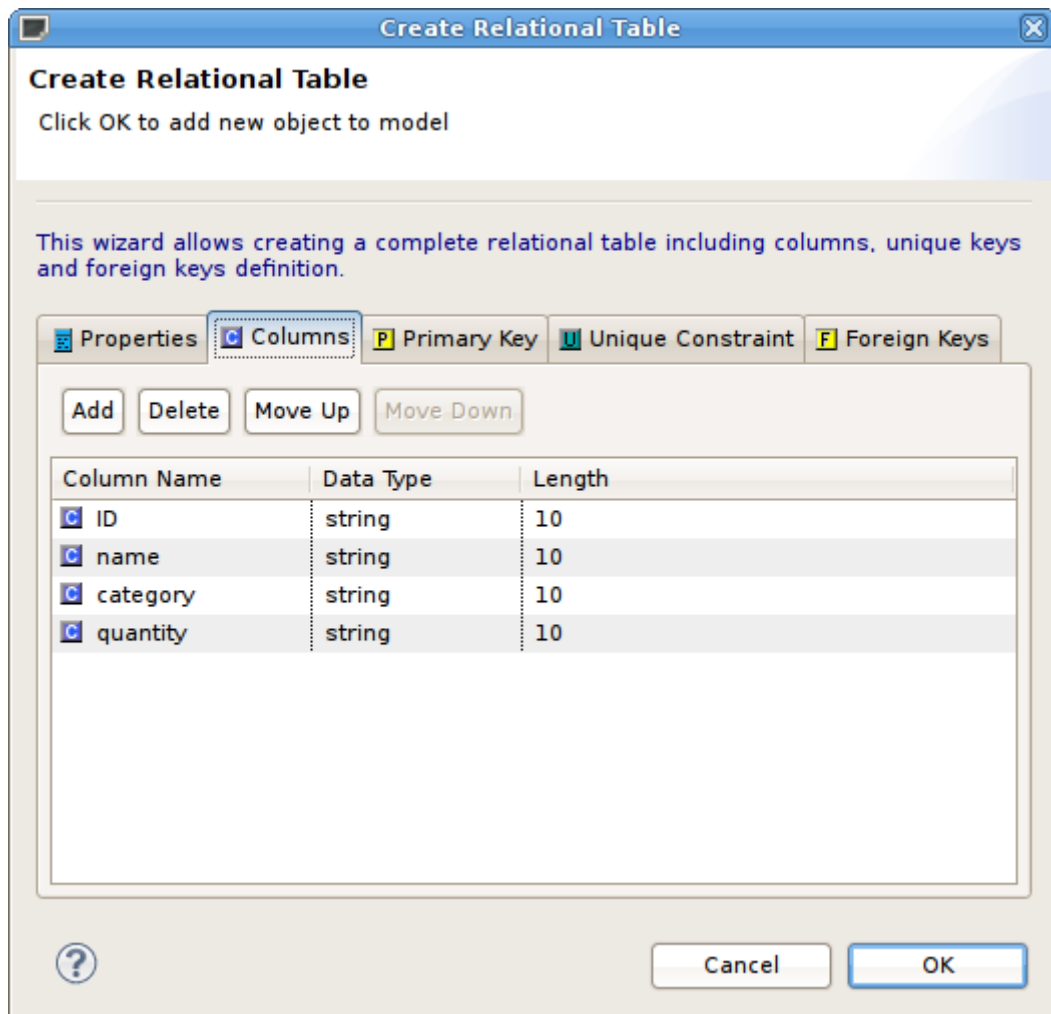 Create Relational Table
Create Relational Table
Click OK to add new object to model
This wizard allows creating a complete relational table including columns, unique keys
and foreign keys definition.
Properties C Columns P Primary Key U Unique Constraint F Foreign Keys
Add Delete Move Up Move Down
Column Name Data Type Length
C ID string 10
C name string 10
C category string 10
C quantity string 10
? Cancel OK